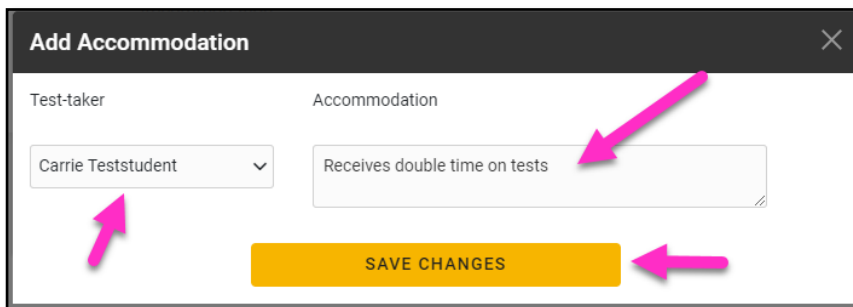 Add Accommodation
Test-taker
Accommodation
Carrie Teststudent
Receives double time on tests
SAVE CHANGES